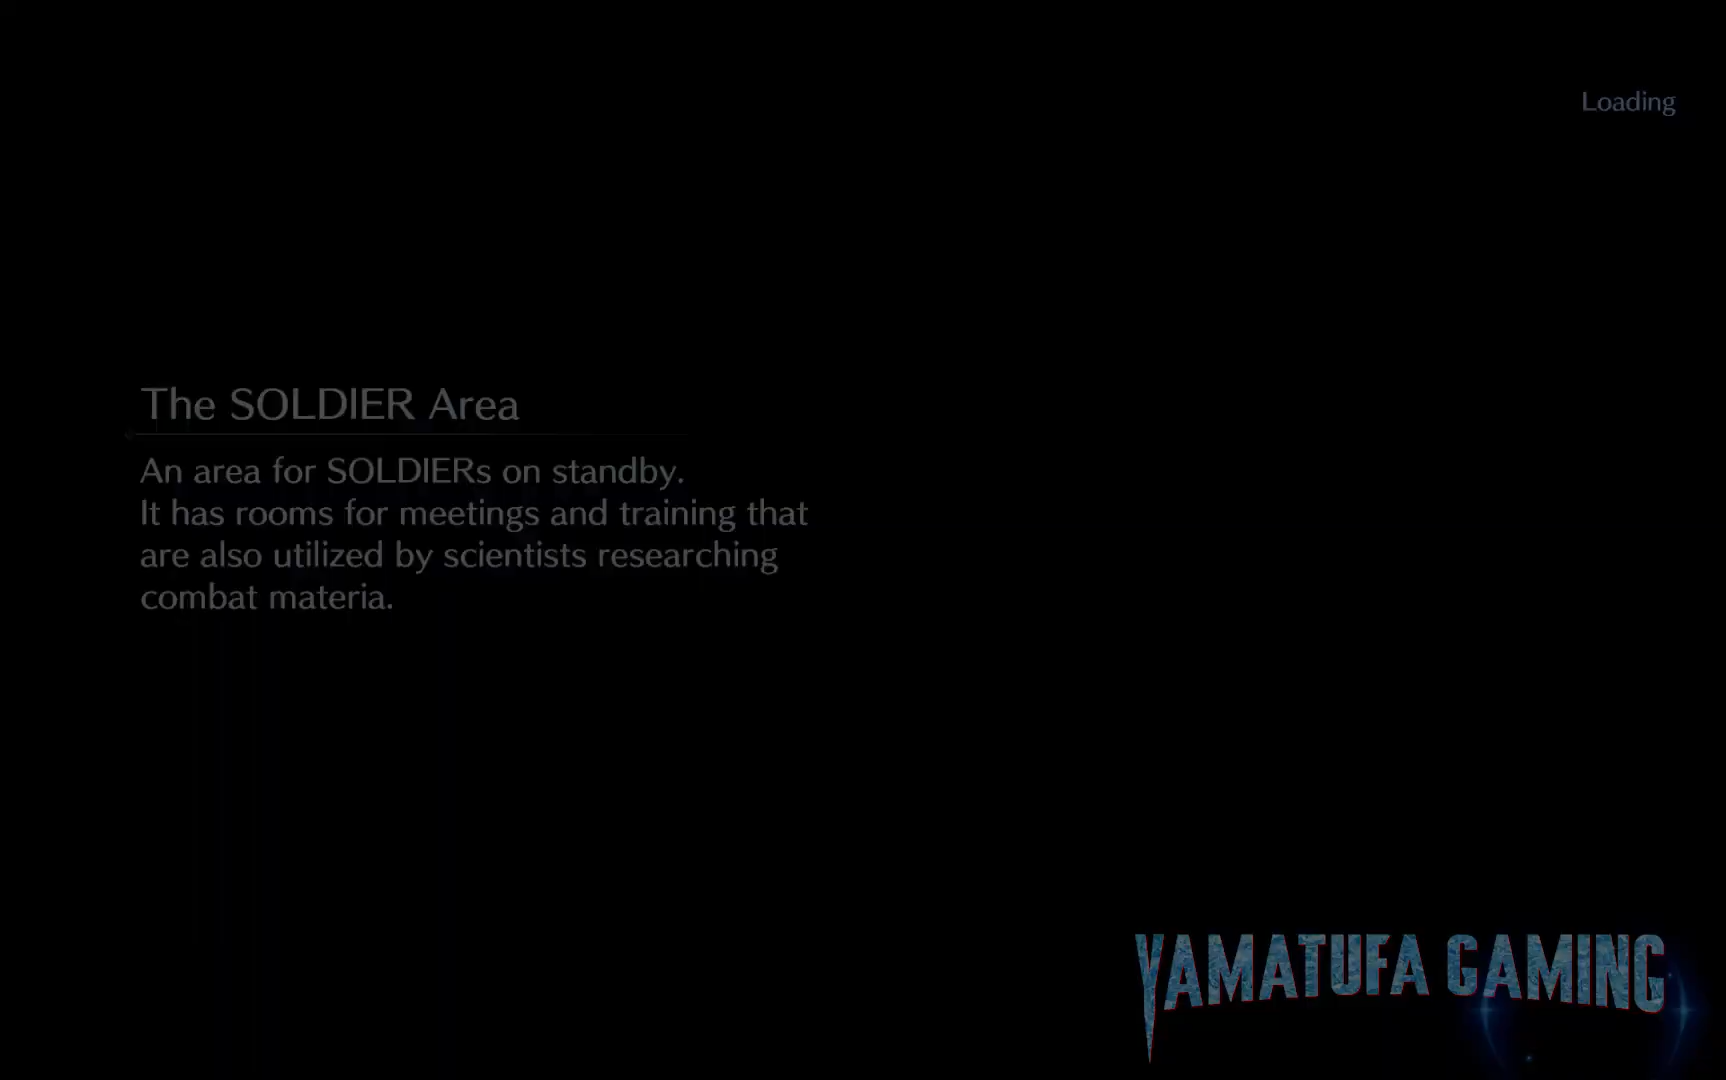 Loading
The SOLDIER Area
An area for SOLDIERs on standby.
It has rooms for meetings and training that
are also utilized by scientists researching
combat materia.
YAMATUFA GAMING